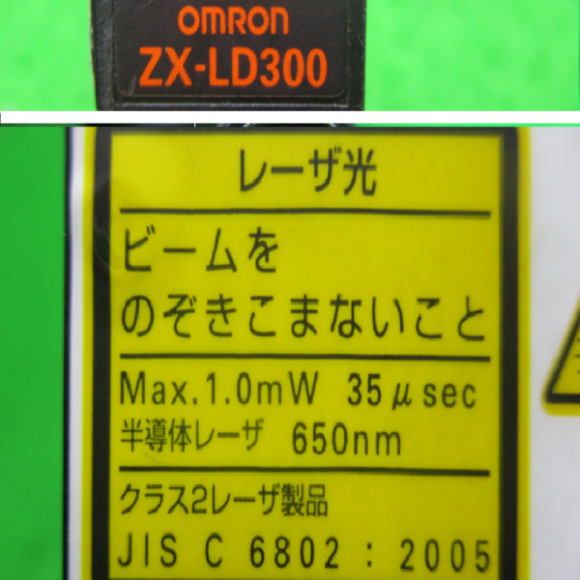 OMRON
ZX-LD300
レーザ光
ビームを
のぞきこまないこと
Max.1.0mW 35μsec
半導体レーザ 650nm
クラス2レーザ製品
JIS C 6802 : 2005